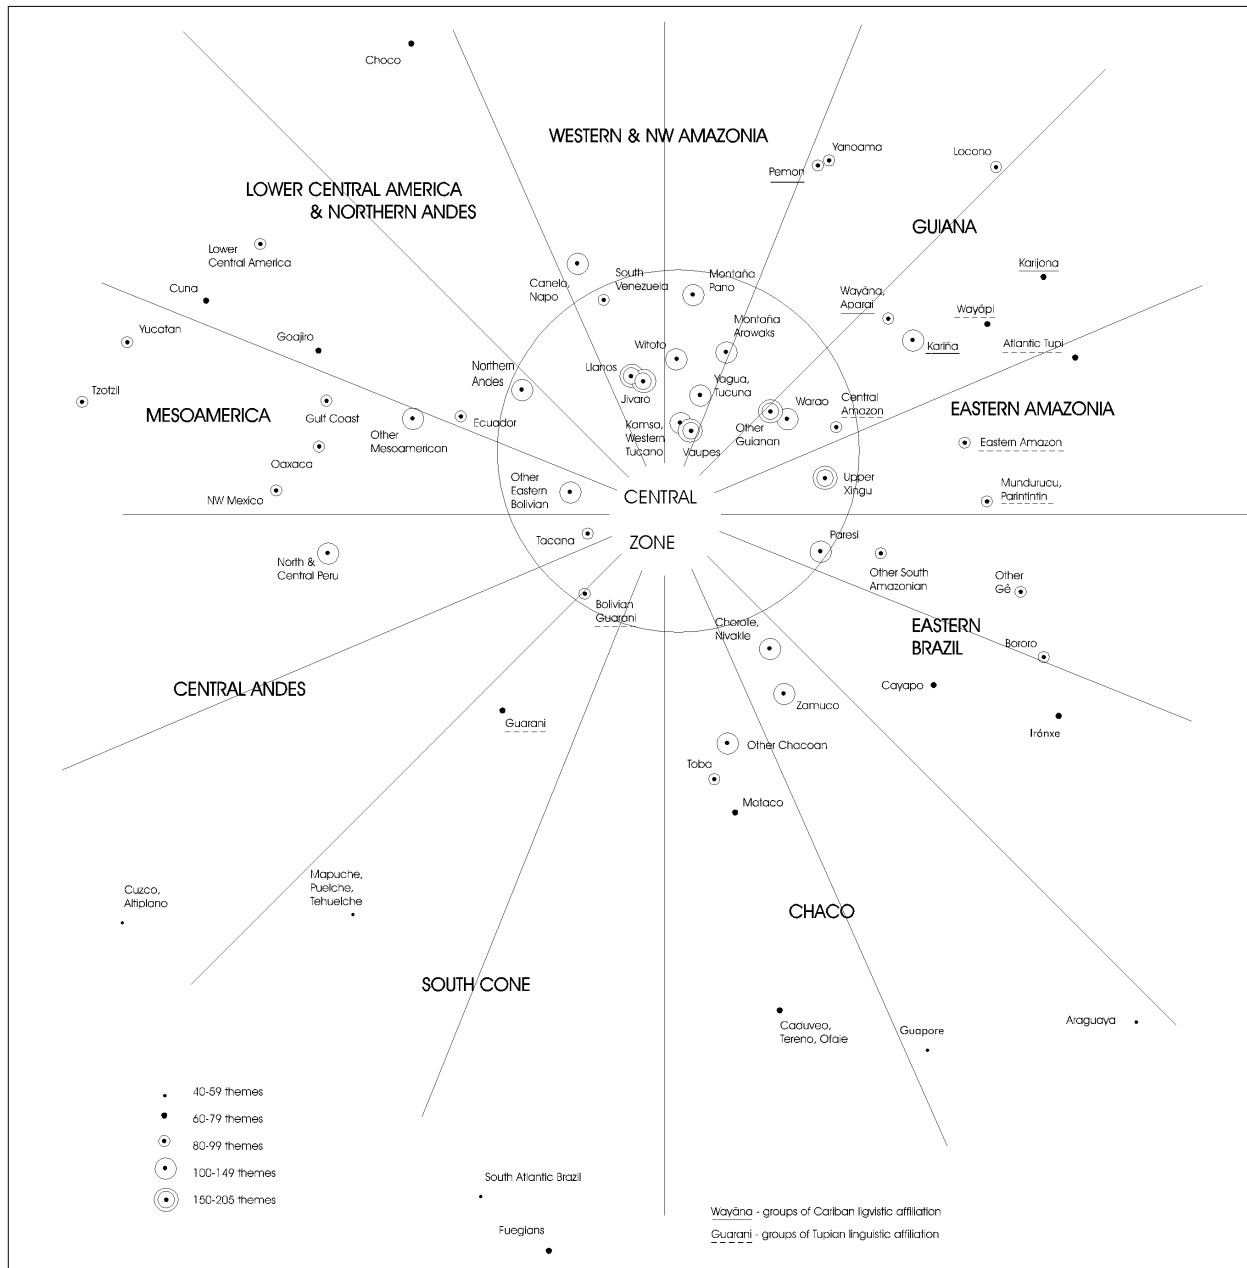 Choco
WESTERN & NW AMAZONIA
Yanoama
Pemon
Locono
LOWER CENTRAL AMERICA
& NORTHERN ANDES
GUIANA
Lower
Central America
Karijona
Cuna
Canelo,
Napo
South
Venezuela
Montaña
Pano
Wayâna,
Aparai
Wayãpi
Yucatan
Goajiro
Witoto
Montaña
Arawaks
Kariña
Atlantic Tupi
Northern
Andes
Llanos
Jivaro
Yagua,
Tucuna
Tzotzil
MESOAMERICA
Gulf Coast
Other
Mesoamerican
Ecuador
Kamsa,
Western
Tucano
Vaupes
Other
Guianan
Warao
Central
Amazon
EASTERN AMAZONIA
Eastern Amazon
Oaxaca
NW Mexico
Other
Eastern
Bolivian
CENTRAL
ZONE
Upper
Xingu
Mundurucu,
Parintintin
Tacana
Paresi
North &
Central Peru
Other South
Amazonian
Other
Gê
Bolivian
Guarani
Chorote,
Nivakle
EASTERN
BRAZIL
Bororo
CENTRAL ANDES
Cayapo
Zamuco
Guarani
Iránxe
Other Chacoan
Toba
Mataco
Cuzco,
Altiplano
Mapuche,
Puelche,
Tehuelche
CHACO
SOUTH CONE
Caduveo,
Tereno, Ofaie
Guapore
Araguaya
40-59 themes
60-79 themes
80-99 themes
100-149 themes
150-205 themes
South Atlantic Brazil
Fuegians
Wayâna - groups of Cariban ligvistic affiliation
Guarani - groups of Tupian linguistic affiliation